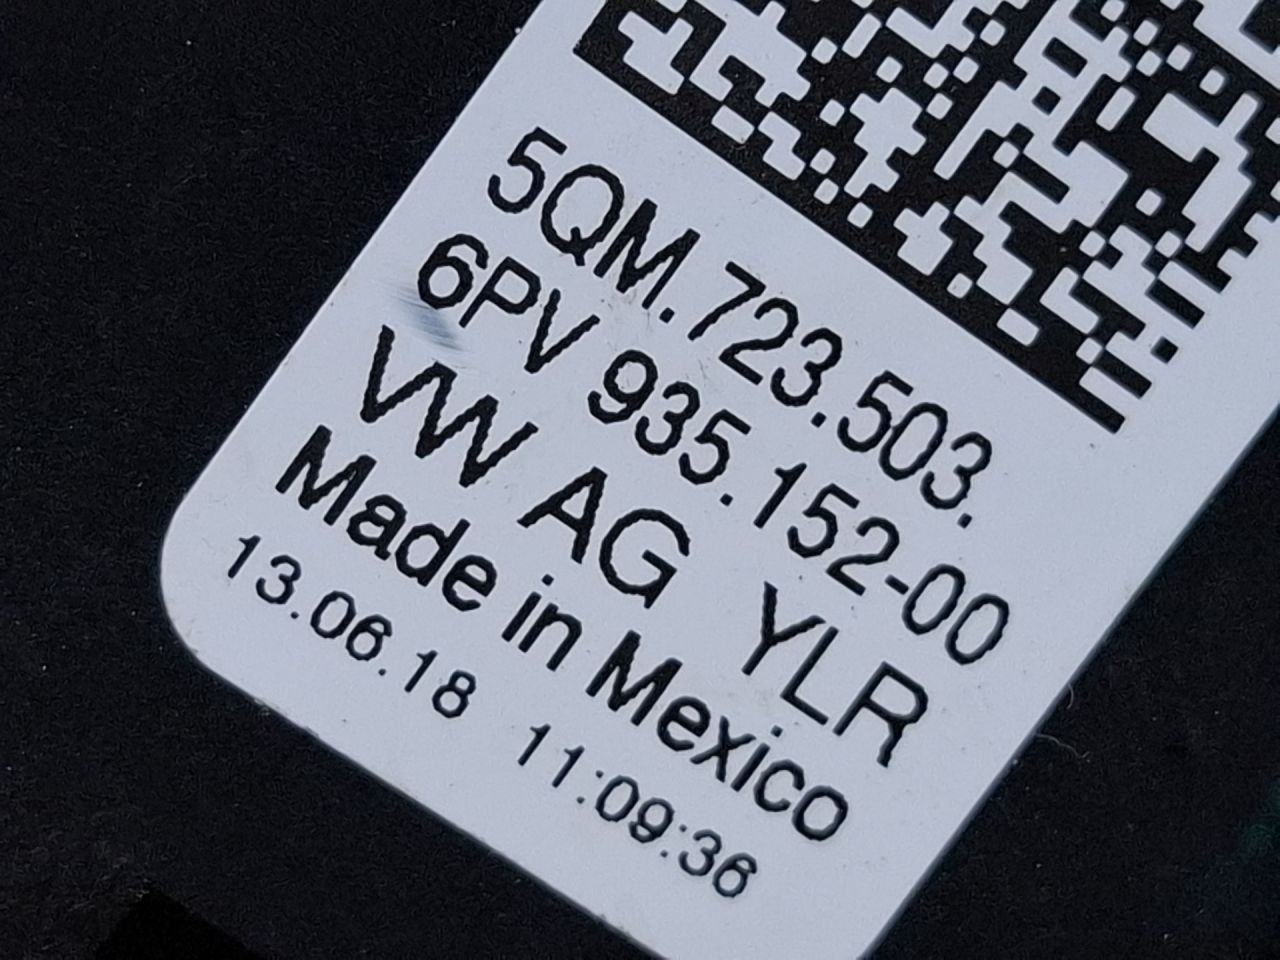 5QM.723.503.
6PV 935.152-00
VW AG YLR
Made in Mexico
13.06.18 11:09:36